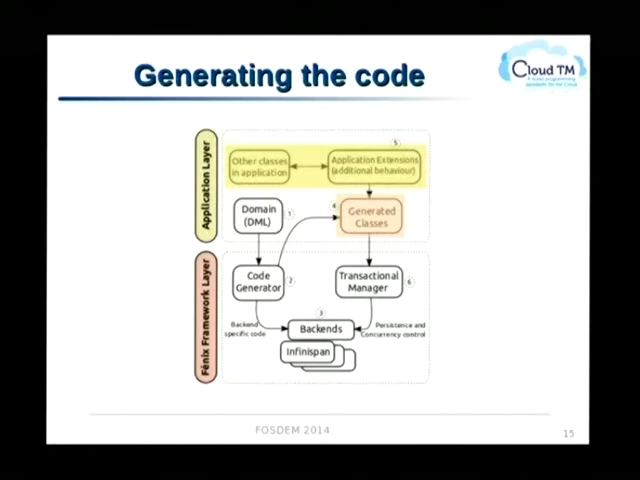 Generating the code
Cloud TM
Application Layer
Other classes
in application
Application Extensions
(additional behaviour)
5
Domain
(DML)
1
4
Generated
Classes
Fénix Framework Layer
Code
Generator
2
Transactional
Manager
6
3
Backend
specific code
Backends
Persistence and
Concurrency control
Infinispan
FOSDEM 2014
15